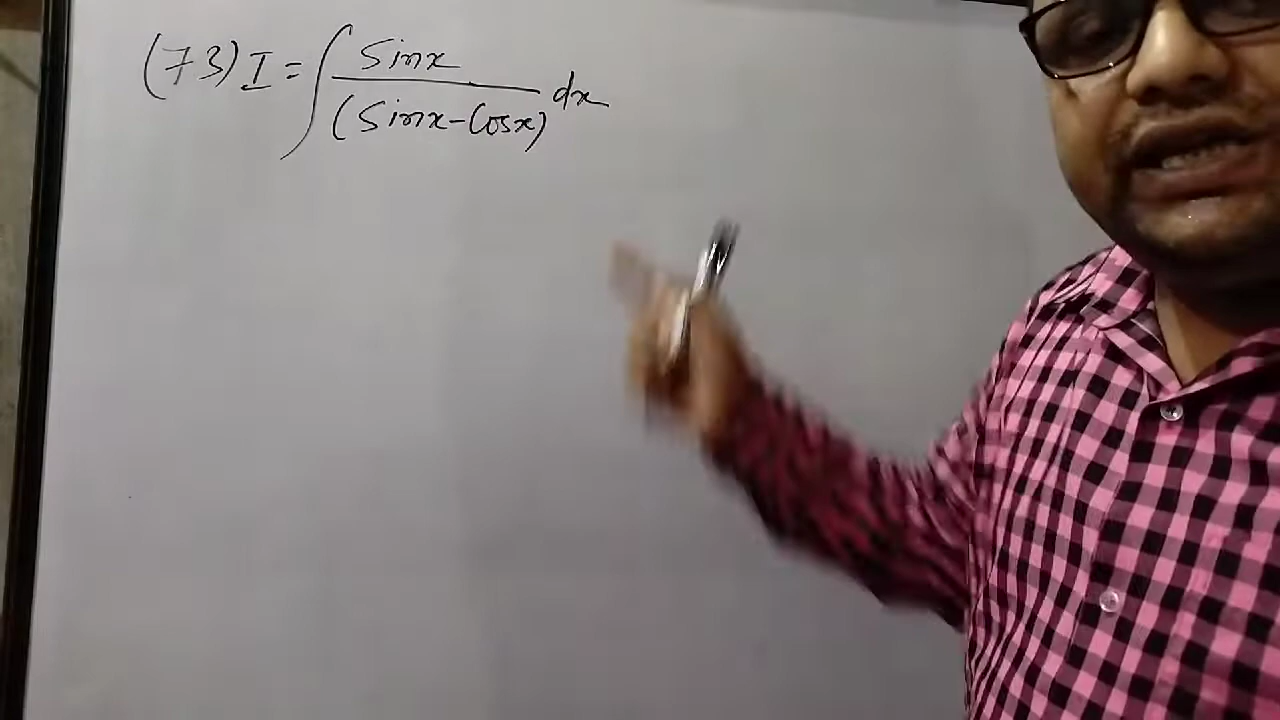 (73) I = ∫ Sinx / (Sinx - Cosx) dx